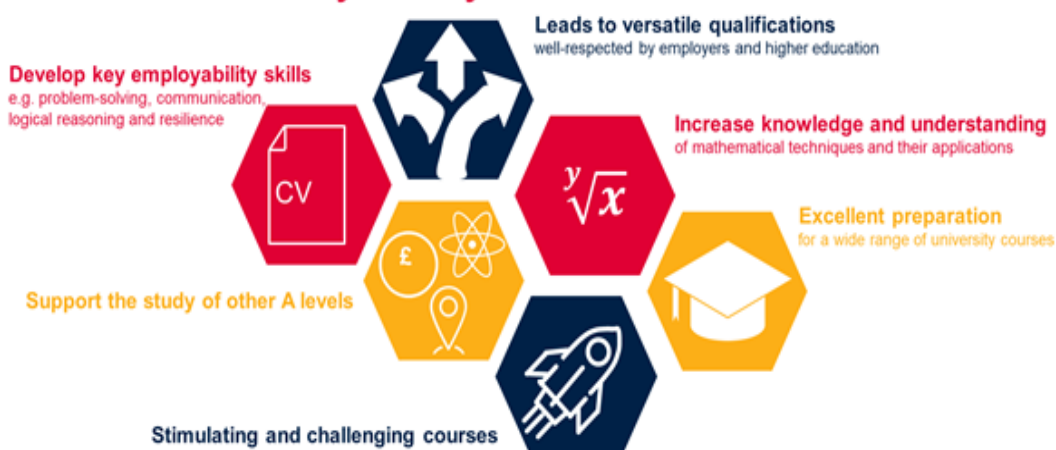 Leads to versatile qualifications
well-respected by employers and higher education
Develop key employability skills
e.g. problem-solving, communication,
logical reasoning and resilience
CV
Increase knowledge and understanding
of mathematical techniques and their applications
y√x
£
Excellent preparation
for a wide range of university courses
Support the study of other A levels
Stimulating and challenging courses